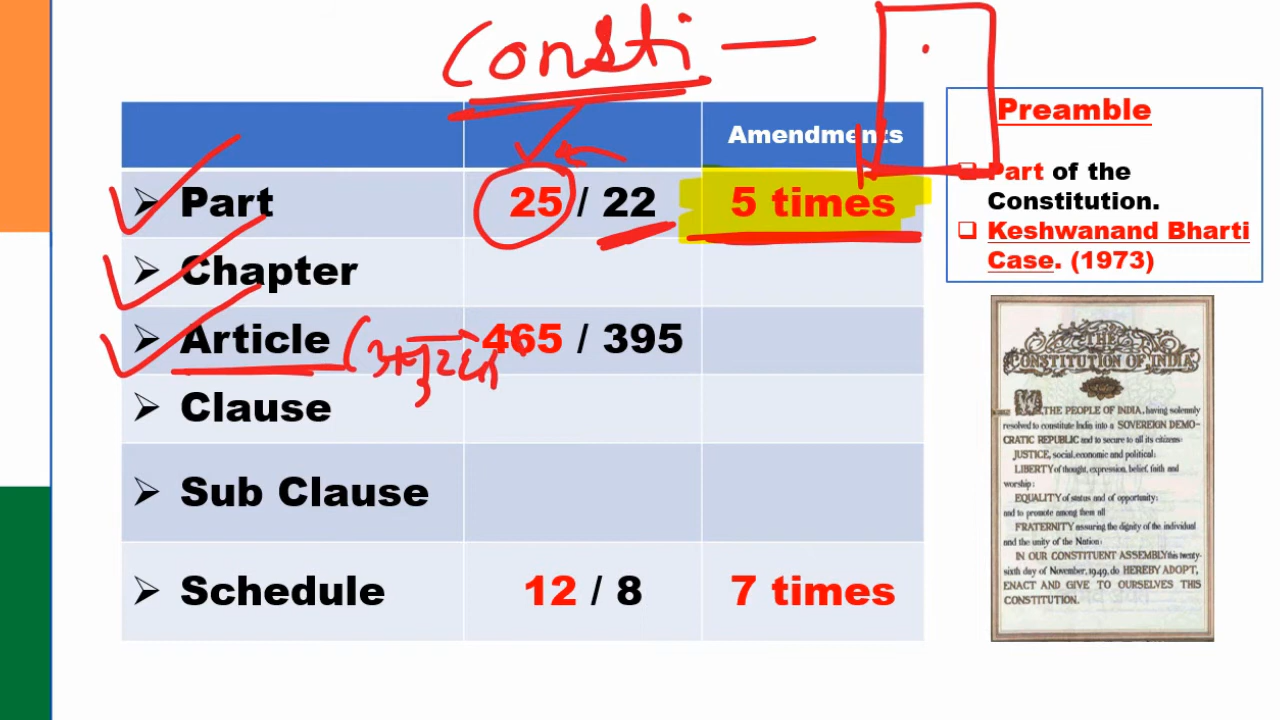 Consti —
Amendments
Part 25 / 22 5 times
Chapter
Article (अनुच्छेद) 465 / 395
Clause
Sub Clause
Schedule 12 / 8 7 times
Preamble
Part of the
Constitution.
Keshwanand Bharti
Case. (1973)
THE
CONSTITUTION OF INDIA
WE, THE PEOPLE OF INDIA, having solemnly
resolved to constitute India into a SOVEREIGN DEMO-
CRATIC REPUBLIC and to secure to all its citizens:
JUSTICE, social, economic and political;
LIBERTY of thought, expression, belief, faith and
worship;
EQUALITY of status and of opportunity;
and to promote among them all
FRATERNITY assuring the dignity of the individual
and the unity of the Nation;
IN OUR CONSTITUENT ASSEMBLY this twenty-
sixth day of November, 1949, do HEREBY ADOPT,
ENACT AND GIVE TO OURSELVES THIS
CONSTITUTION.